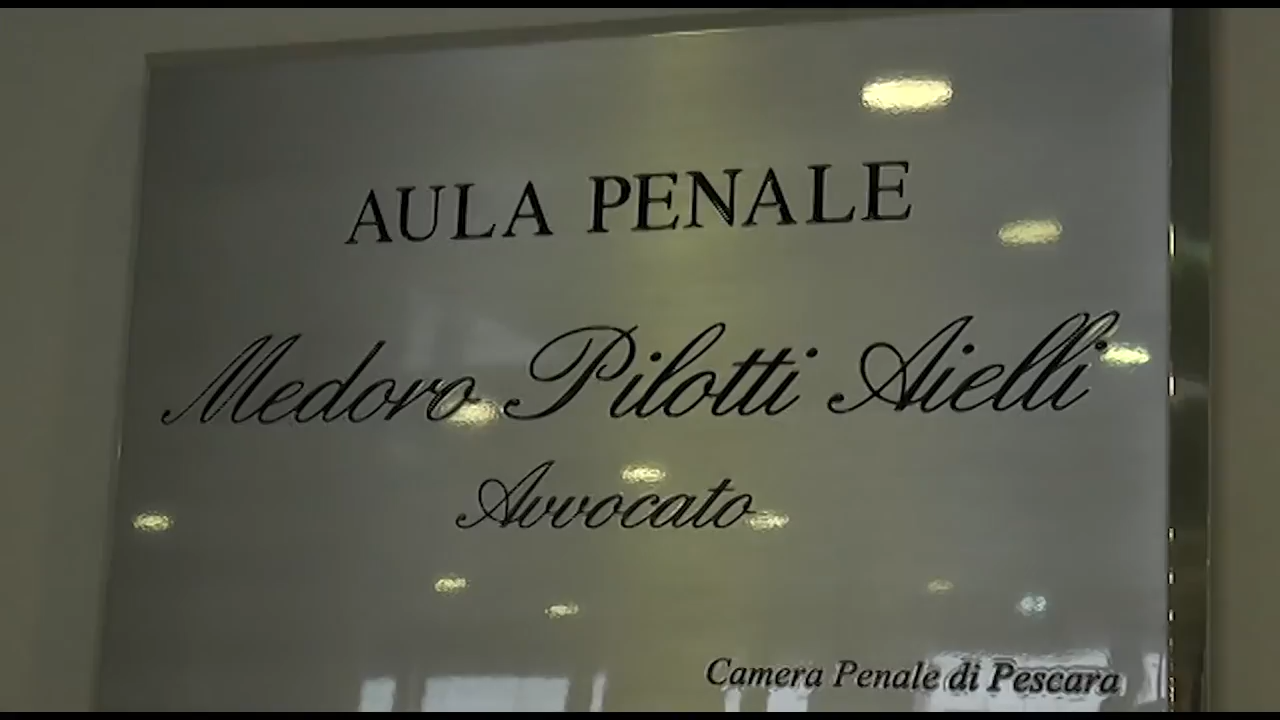 AULA PENALE
Medoro Pilotti Aielli
Avvocato
Camera Penale di Pescara